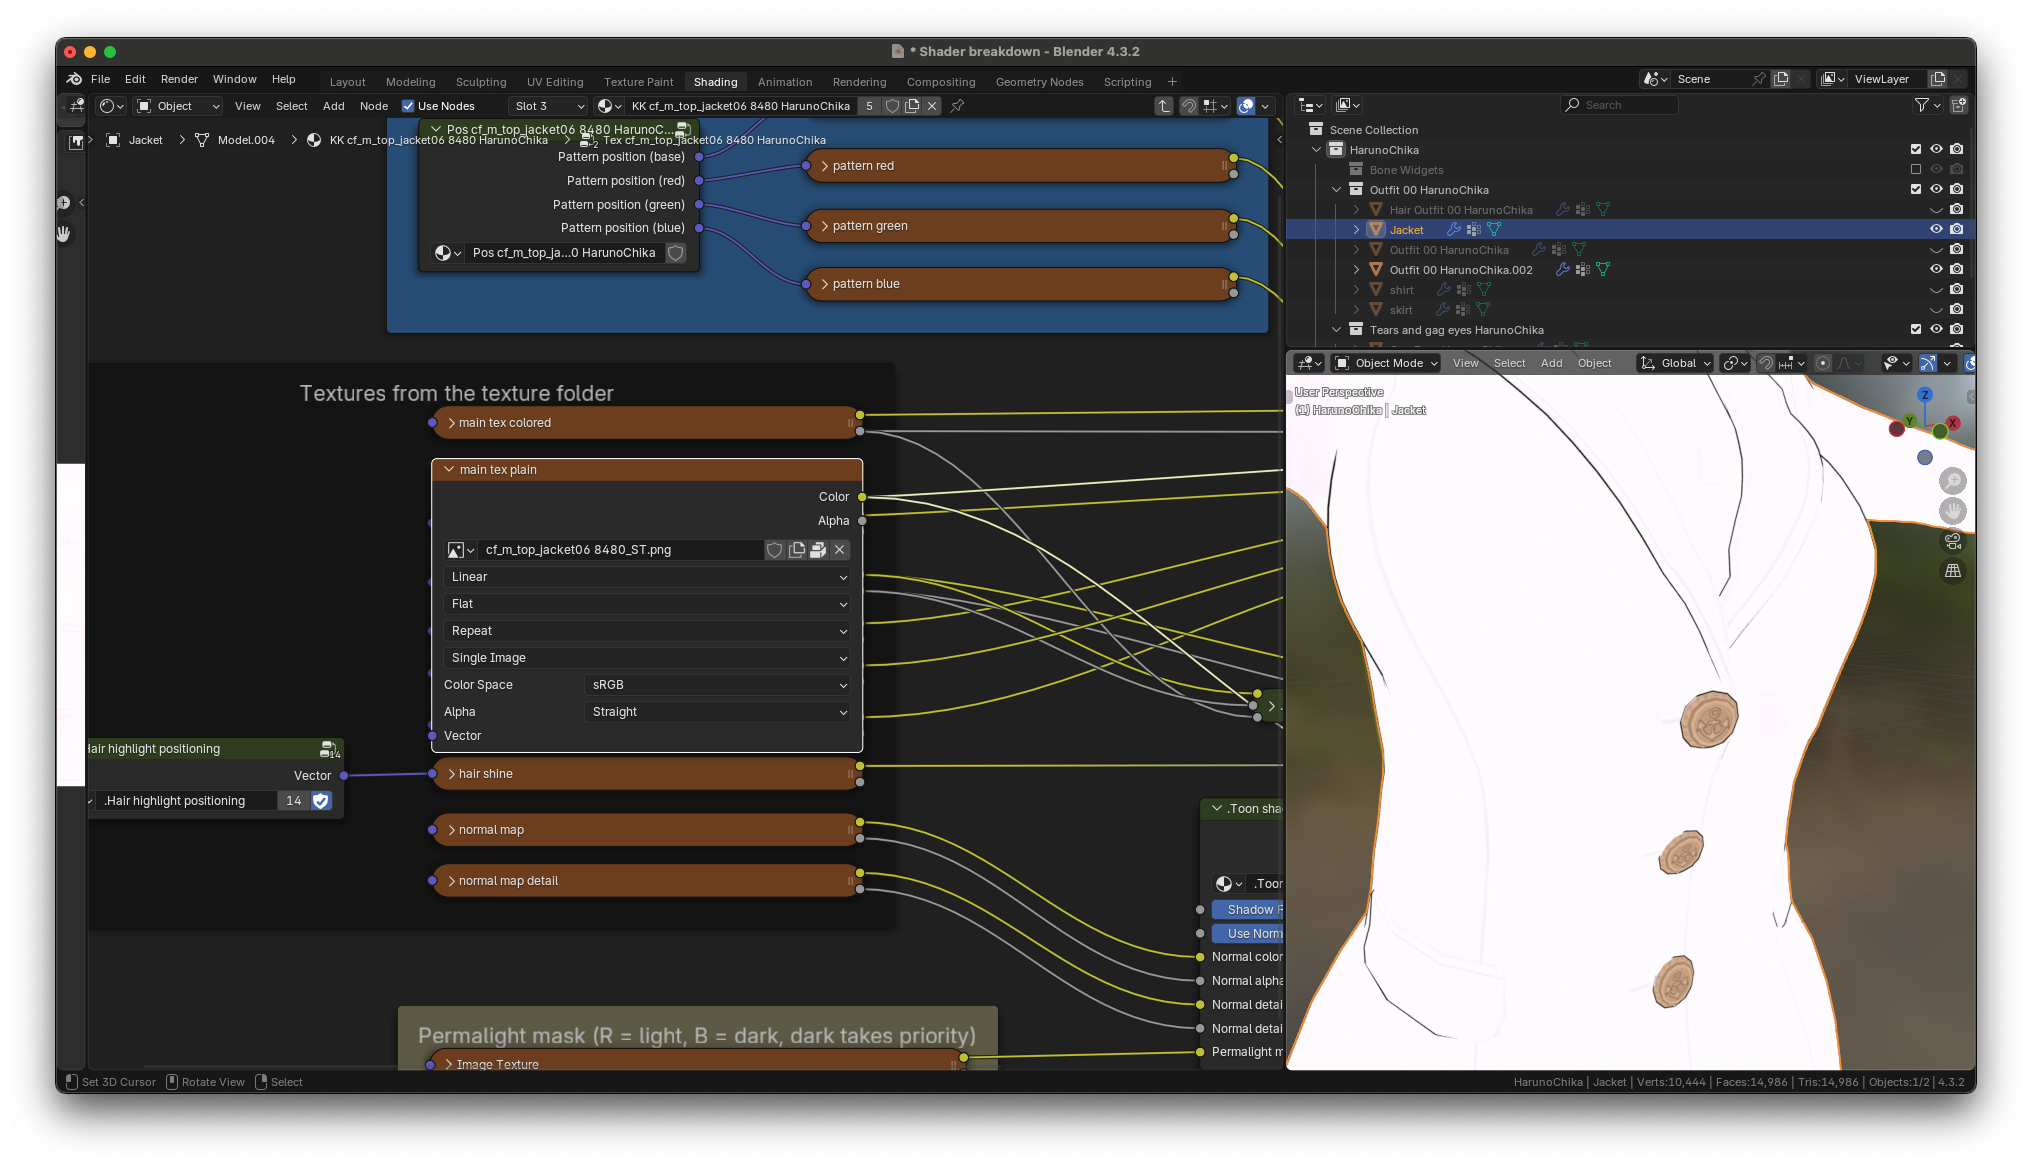 * Shader breakdown - Blender 4.3.2
File Edit Render Window Help
Layout Modeling Sculpting UV Editing Texture Paint Shading Animation Rendering Compositing Geometry Nodes Scripting +
Scene ViewLayer
Object View Select Add Node Use Nodes Slot 3 KK cf_m_top_jacket06 8480 HarunoChika 5
Search
Pos cf_m_top_jacket06 8480 HarunoC...
Jacket Model.004 KK cf_m_top_jacket06 8480 HarunoChika 2 Tex cf_m_top_jacket06 8480 HarunoChika
Pattern position (base)
Pattern position (red)
Pattern position (green)
Pattern position (blue)
Pos cf_m_top_ja...0 HarunoChika
pattern red
pattern green
pattern blue
Textures from the texture folder
main tex colored
main tex plain
Color
Alpha
cf_m_top_jacket06 8480_ST.png
Linear
Flat
Repeat
Single Image
Color Space sRGB
Alpha Straight
Vector
Hair highlight positioning
14
Vector
.Hair highlight positioning 14
hair shine
normal map
normal map detail
.Toon sha
.Toon
Shadow
Use Norm
Normal color
Normal alpha
Normal detai
Normal detai
Permalight m
Permalight mask (R = light, B = dark, dark takes priority)
Image Texture
Scene Collection
HarunoChika
Bone Widgets
Outfit 00 HarunoChika
Hair Outfit 00 HarunoChika
Jacket
Outfit 00 HarunoChika
Outfit 00 HarunoChika.002
shirt
skirt
Tears and gag eyes HarunoChika
Object Mode View Select Add Object Global
User Perspective
(1) HarunoChika | Jacket
Z
Y
X
Set 3D Cursor Rotate View Select
HarunoChika | Jacket | Verts:10,444 | Faces:14,986 | Tris:14,986 | Objects:1/2 | 4.3.2